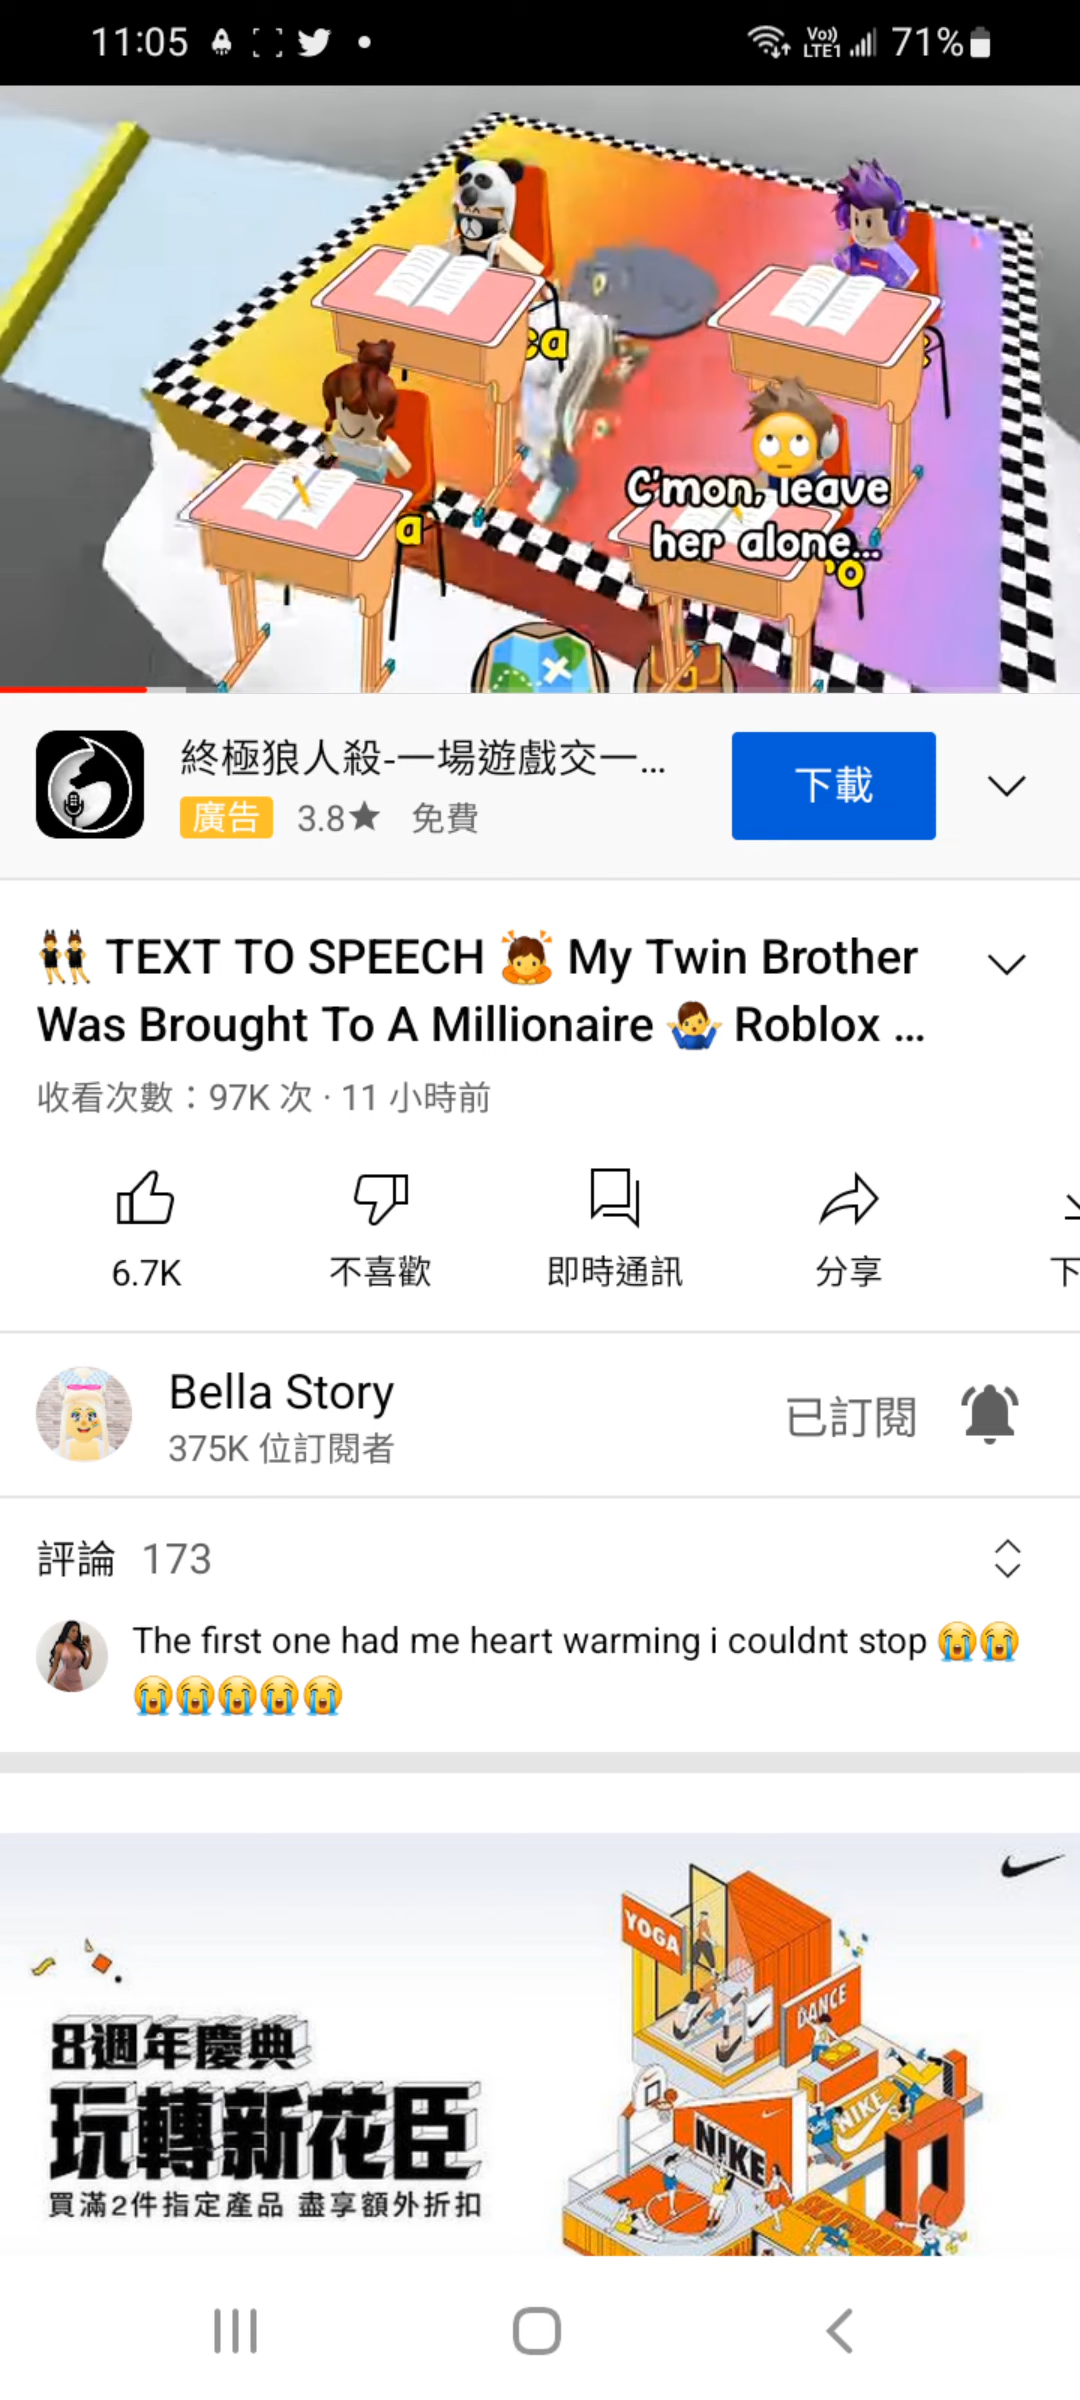 11:05
Vo))
LTE1
71%
ca
a
C'mon, leave
her alone...
o
終極狼人殺-一場遊戲交一...
廣告 3.8★ 免費
下載
👯 TEXT TO SPEECH 🙇 My Twin Brother
Was Brought To A Millionaire 🤷‍♂️ Roblox ...
收看次數：97K 次 · 11 小時前
6.7K
不喜歡
即時通訊
分享
下
Bella Story
375K 位訂閱者
已訂閱
評論 173
The first one had me heart warming i couldnt stop 😭😭
😭😭😭😭😭
YOGA
DANCE
8週年慶典
玩轉新花臣
買滿2件指定產品 盡享額外折扣
NIKE
NIKE
SKATEBOARD